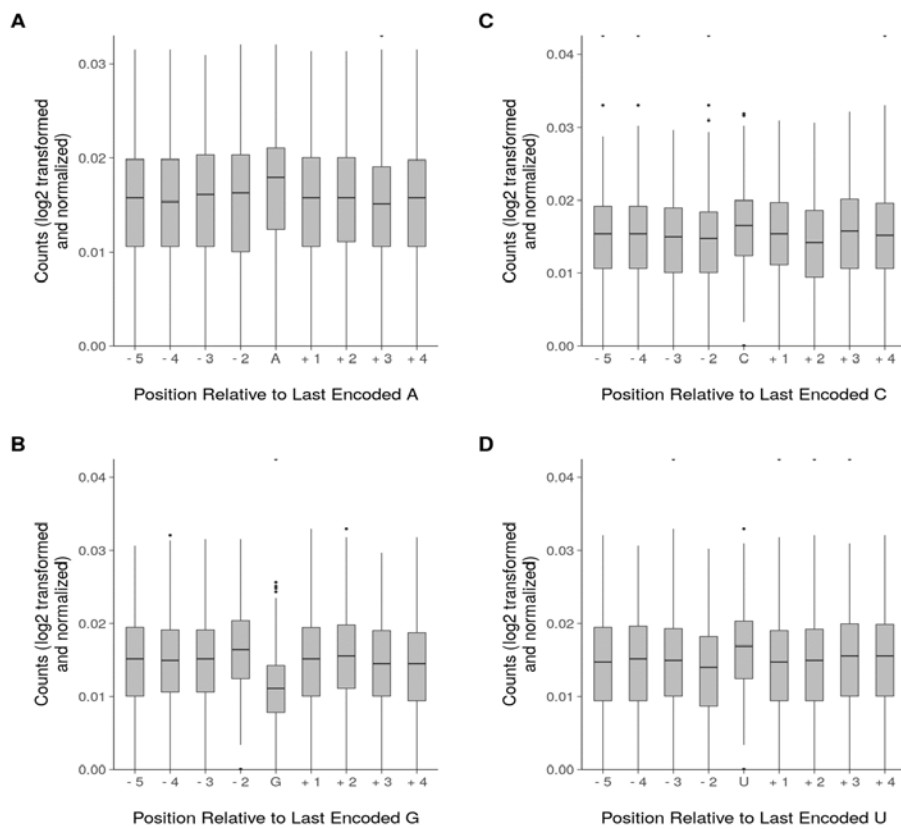 A
Counts (log2 transformed
and normalized)
0.03
0.02
0.01
0.00
- 5 - 4 - 3 - 2 A + 1 + 2 + 3 + 4
Position Relative to Last Encoded A
C
Counts (log2 transformed
and normalized)
0.04
0.03
0.02
0.01
0.00
- 5 - 4 - 3 - 2 C + 1 + 2 + 3 + 4
Position Relative to Last Encoded C
B
Counts (log2 transformed
and normalized)
0.04
0.03
0.02
0.01
0.00
- 5 - 4 - 3 - 2 G + 1 + 2 + 3 + 4
Position Relative to Last Encoded G
D
Counts (log2 transformed
and normalized)
0.04
0.03
0.02
0.01
0.00
- 5 - 4 - 3 - 2 U + 1 + 2 + 3 + 4
Position Relative to Last Encoded U